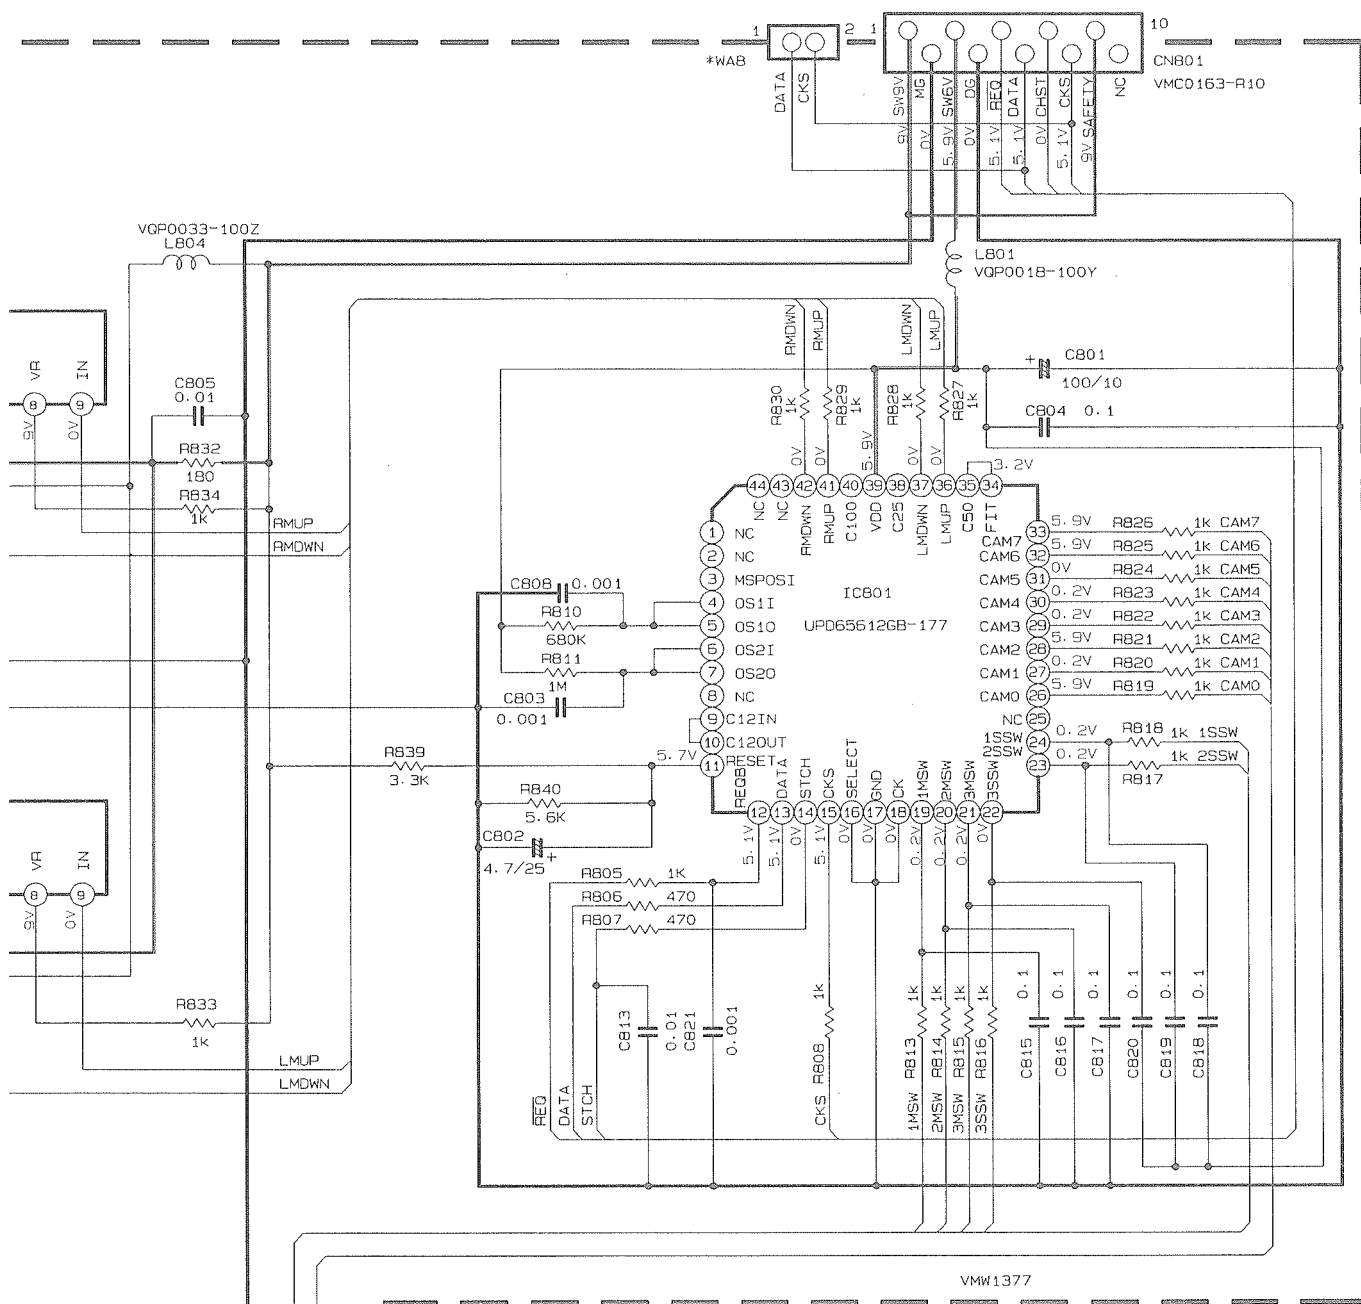 1
2
1
10
*WA8
CN801
VMC0163-R10
DATA
CKS
SW9V
9V
MG
0V
SW6V
5.9V
DG
0V
REQ
5.1V
DATA
5.1V
CHST
0V
CKS
5.1V
SAFETY
9V
NC
VQP0033-100Z
L804
L801
VQP0018-100Y
RMDWN
RMUP
LMDWN
LMUP
VR
IN
8
9
9V
0V
C805
0.01
R832
180
R834
1k
RMUP
RMDWN
+
C801
100/10
C804 0.1
R830
1k
R829
1k
R828
1k
R827
1k
0V
0V
5.9V
0V
0V
3.2V
44
43
42
41
40
39
38
37
36
35
34
NC
NC
RMDWN
RMUP
C100
VDD
C25
LMDWN
LMUP
C50
FIT
1 NC
2 NC
3 MSPOSI
4 OS1I
5 OS1O
6 OS2I
7 OS2O
8 NC
9 C12IN
10 C12OUT
11 RESET
IC801
UPD65612GB-177
CAM7 33 5.9V R826 1k CAM7
CAM6 32 5.9V R825 1k CAM6
CAM5 31 0V R824 1k CAM5
CAM4 30 0.2V R823 1k CAM4
CAM3 29 0.2V R822 1k CAM3
CAM2 28 5.9V R821 1k CAM2
CAM1 27 0.2V R820 1k CAM1
CAM0 26 5.9V R819 1k CAM0
NC 25
1SSW 24 0.2V R818 1k 1SSW
2SSW 23 0.2V R817 1k 2SSW
C808 0.001
R810
680K
R811
1M
C803
0.001
5.7V
R839
3.3K
R840
5.6K
C802
4.7/25
+
REQB
DATA
STCH
CKS
SELECT
GND
CK
1MSW
2MSW
3MSW
3SSW
12
13
14
15
16
17
18
19
20
21
22
5.1V
5.1V
0V
5.1V
0V
0V
0V
0.2V
0.2V
0.2V
0V
R805 1K
R806 470
R807 470
VR
IN
8
9
9V
0V
R833
1k
LMUP
LMDWN
C813
0.01
C821
0.001
R808
1k
CKS
R813
1k
R814
1k
R815
1k
R816
1k
1MSW
2MSW
3MSW
3SSW
C815
0.1
C816
0.1
C817
0.1
C820
0.1
C819
0.1
C818
0.1
REQ
DATA
STCH
VMW1377